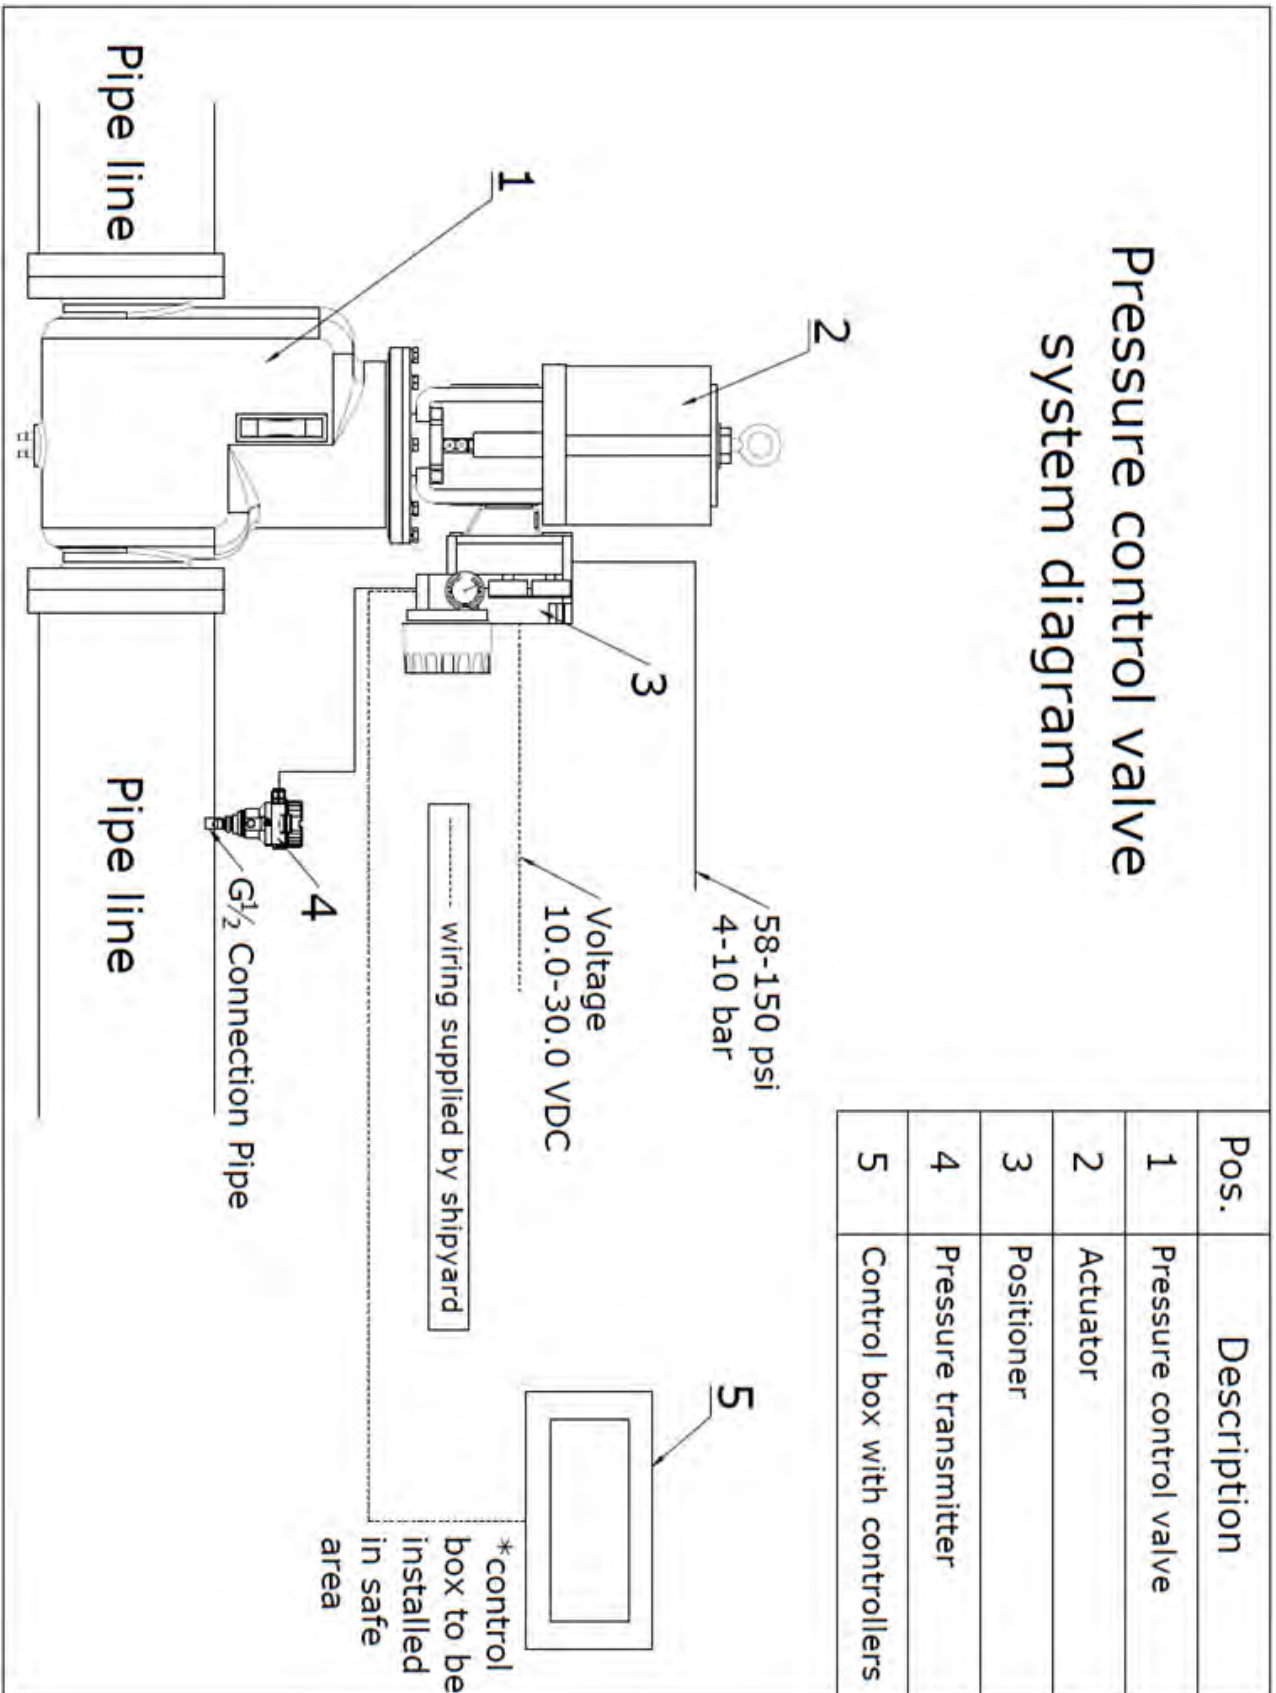 Pressure control valve
system diagram
Pos. Description
1 Pressure control valve
2 Actuator
3 Positioner
4 Pressure transmitter
5 Control box with controllers
2
58-150 psi
4-10 bar
5
3
Voltage
10.0-30.0 VDC
1
wiring supplied by shipyard
*control
box to be
installed
in safe
area
4
G½ Connection Pipe
Pipe line
Pipe line